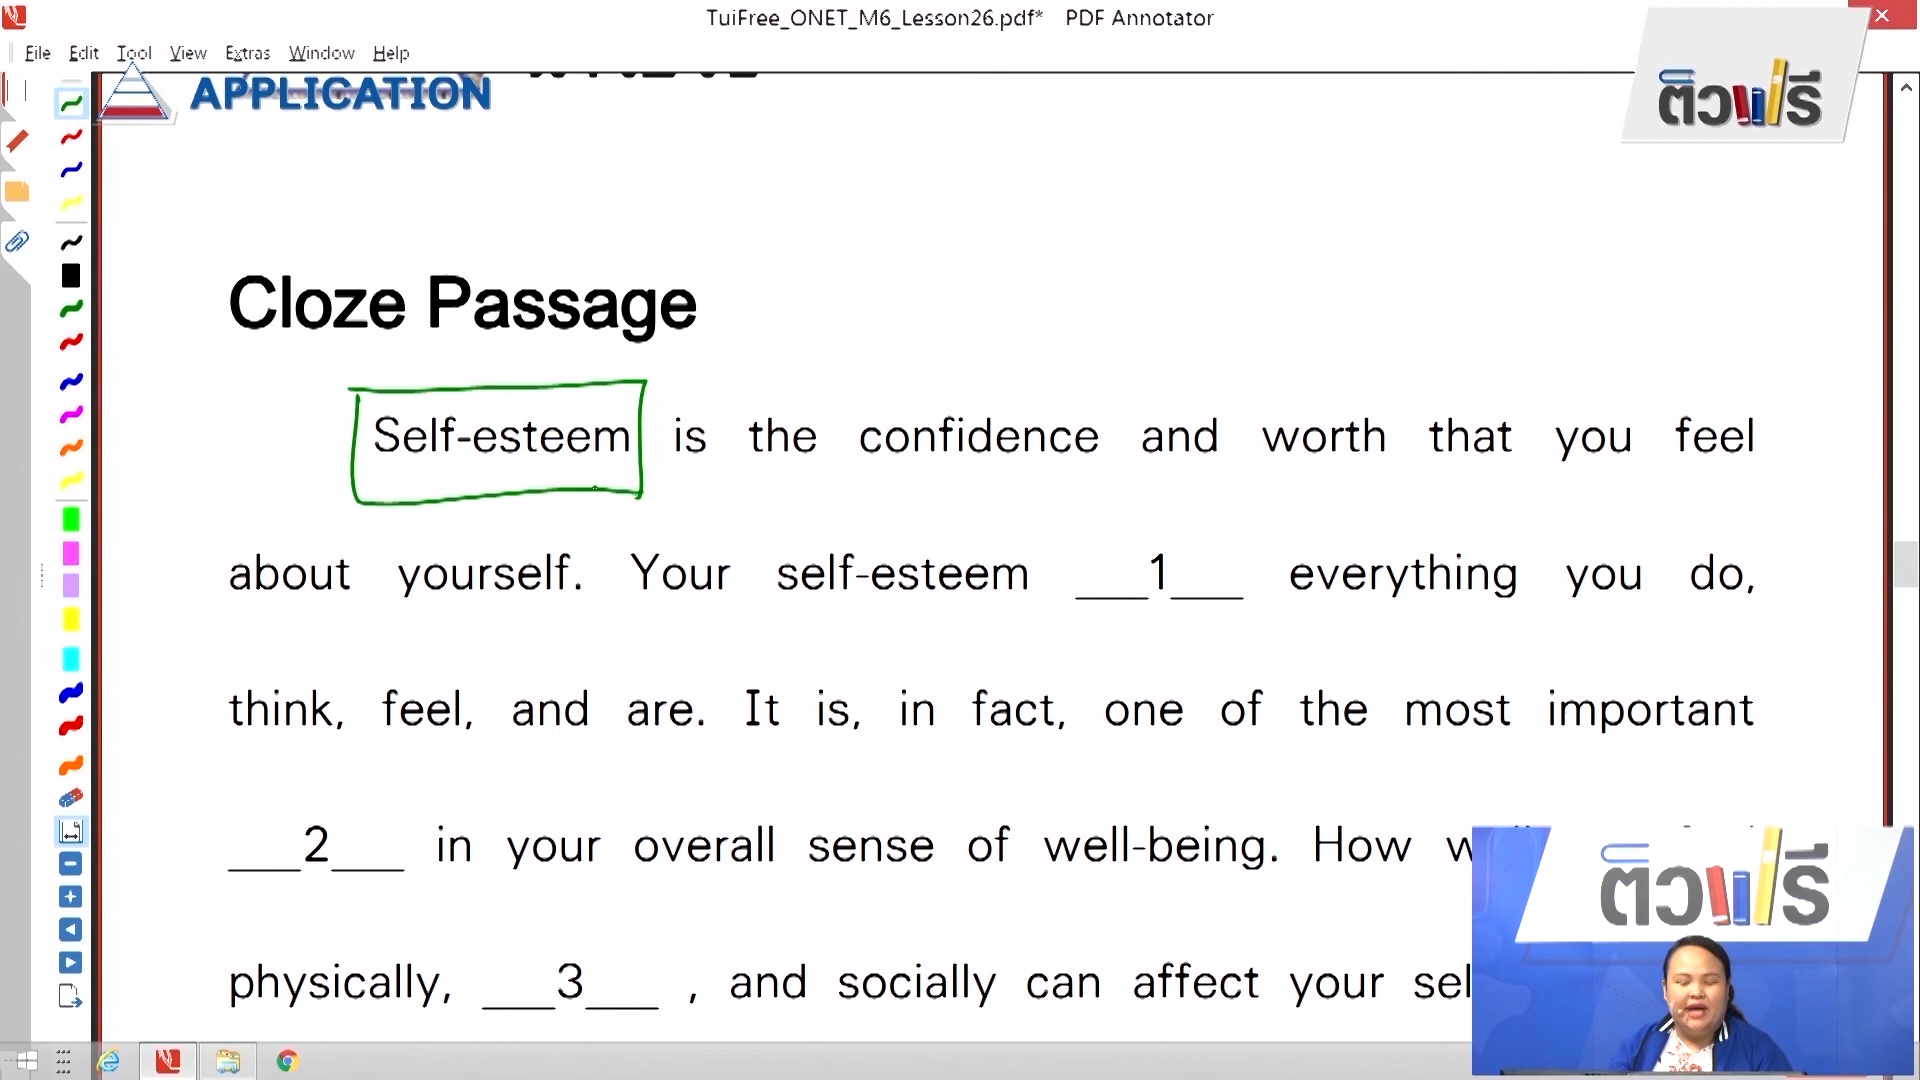 TuiFree_ONET_M6_Lesson26.pdf* PDF Annotator
File Edit Tool View Extras Window Help
APPLICATION
ติวฟรี
Cloze Passage
Self-esteem is the confidence and worth that you feel
about yourself. Your self-esteem ___1___ everything you do,
think, feel, and are. It is, in fact, one of the most important
___2___ in your overall sense of well-being. How
physically, ___3___ , and socially can affect your
ติวฟรี